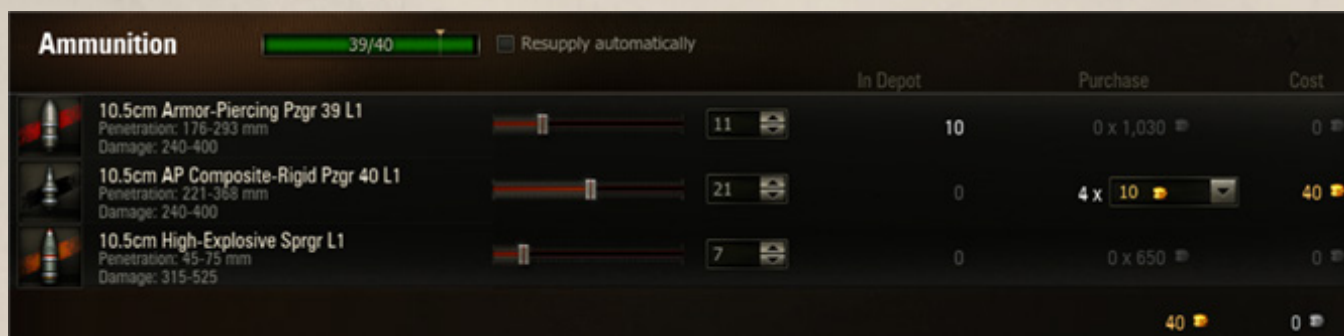 Ammunition 39/40 Resupply automatically
In Depot Purchase Cost
10.5cm Armor-Piercing Pzgr 39 L1
Penetration: 176-293 mm
Damage: 240-400
11 10 0 x 1,030 0
10.5cm AP Composite-Rigid Pzgr 40 L1
Penetration: 221-368 mm
Damage: 240-400
21 0 4 x 10 40
10.5cm High-Explosive Sprgr L1
Penetration: 45-75 mm
Damage: 315-525
7 0 0 x 650 0
40 0